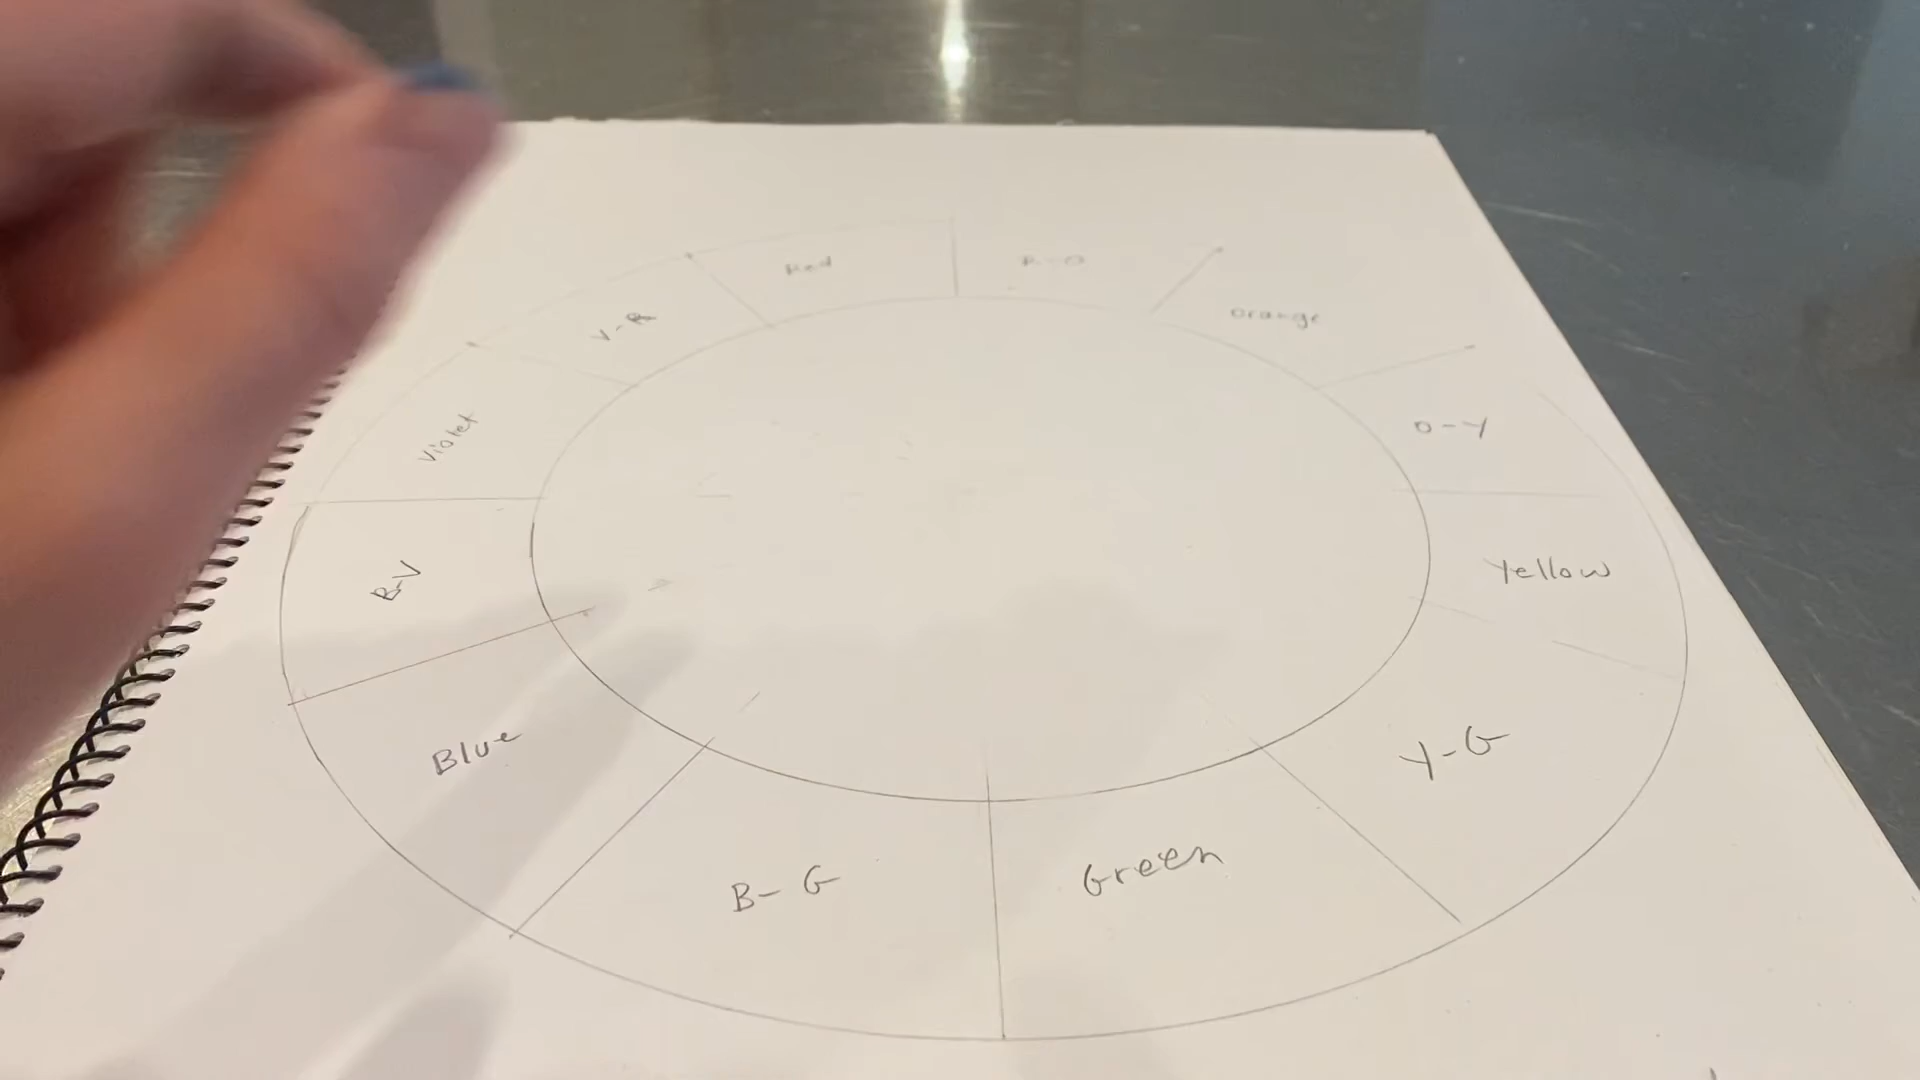 Red
R-O
Orange
O-Y
Yellow
Y-G
Green
B-G
Blue
B-V
Violet
V-R